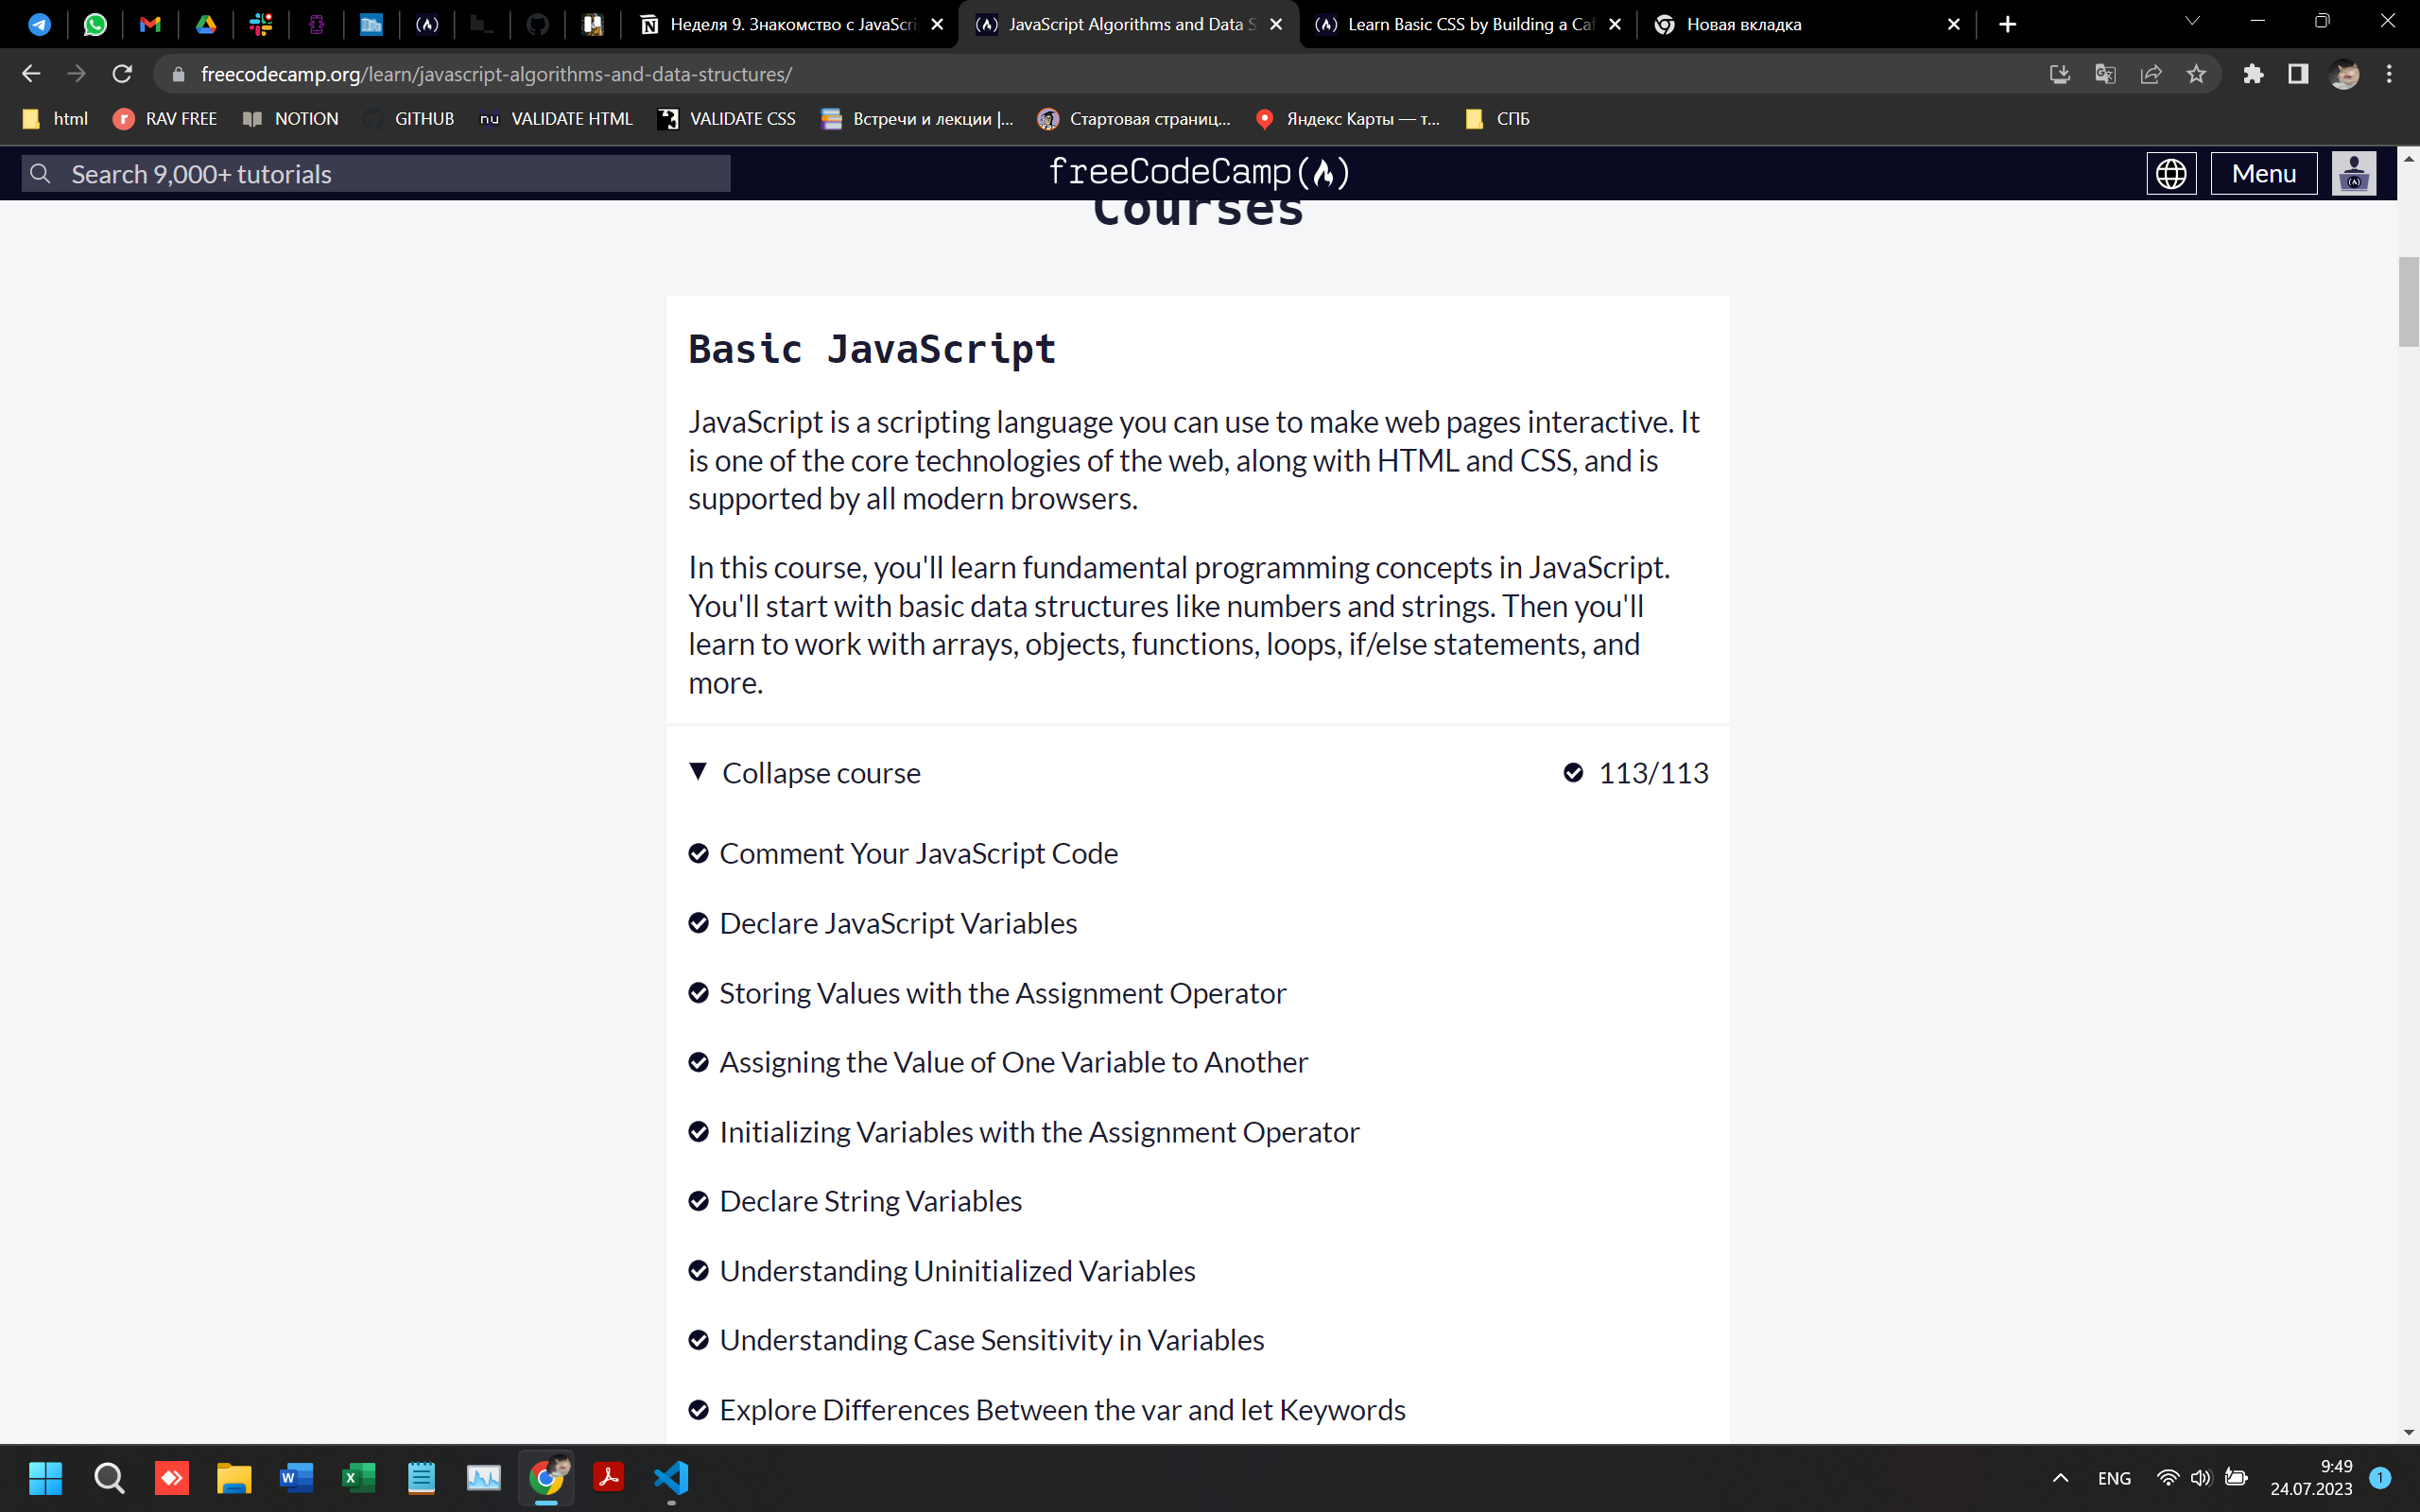 Неделя 9. Знакомство с JavaScri
JavaScript Algorithms and Data S
Learn Basic CSS by Building a Caf
Новая вкладка
freecodecamp.org/learn/javascript-algorithms-and-data-structures/
html
RAV FREE
NOTION
GITHUB
nu VALIDATE HTML
VALIDATE CSS
Встречи и лекции |...
Стартовая страниц...
Яндекс Карты — т...
СПБ
Search 9,000+ tutorials
freeCodeCamp
Menu
Courses
Basic JavaScript
JavaScript is a scripting language you can use to make web pages interactive. It
is one of the core technologies of the web, along with HTML and CSS, and is
supported by all modern browsers.
In this course, you'll learn fundamental programming concepts in JavaScript.
You'll start with basic data structures like numbers and strings. Then you'll
learn to work with arrays, objects, functions, loops, if/else statements, and
more.
Collapse course 113/113
Comment Your JavaScript Code
Declare JavaScript Variables
Storing Values with the Assignment Operator
Assigning the Value of One Variable to Another
Initializing Variables with the Assignment Operator
Declare String Variables
Understanding Uninitialized Variables
Understanding Case Sensitivity in Variables
Explore Differences Between the var and let Keywords
ENG
9:49
24.07.2023
1